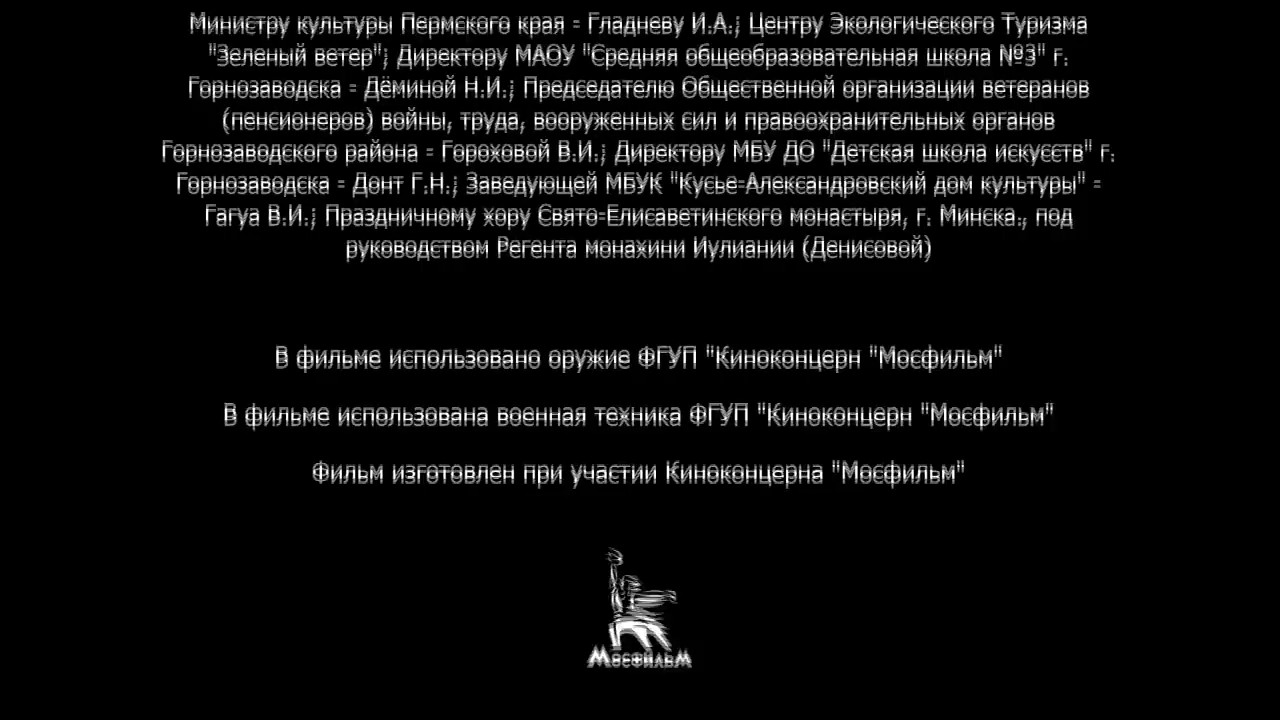 Министру культуры Пермского края - Гладневу И.А.; Центру Экологического Туризма
"Зеленый ветер"; Директору МАОУ "Средняя общеобразовательная школа №3" г.
Горнозаводска - Дёминой Н.И.; Председателю Общественной организации ветеранов
(пенсионеров) войны, труда, вооруженных сил и правоохранительных органов
Горнозаводского района - Гороховой В.И.; Директору МБУ ДО "Детская школа искусств" г.
Горнозаводска - Донт Г.Н.; Заведующей МБУК "Кусье-Александровский дом культуры" -
Гагуа В.И.; Праздничному хору Свято-Елисаветинского монастыря, г. Минска., под
руководством Регента монахини Иулиании (Денисовой)
В фильме использовано оружие ФГУП "Киноконцерн "Мосфильм"
В фильме использована военная техника ФГУП "Киноконцерн "Мосфильм"
Фильм изготовлен при участии Киноконцерна "Мосфильм"
Мосфильм